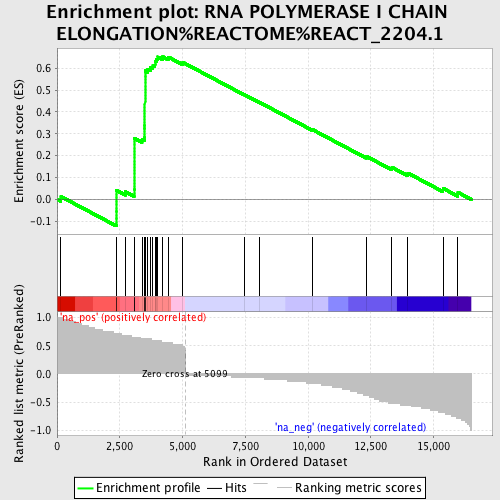 Enrichment plot: RNA POLYMERASE I CHAIN
ELONGATION%REACTOME%REACT_2204.1
Enrichment score (ES)
0.6
0.5
0.4
0.3
0.2
0.1
0.0
-0.1
Ranked list metric (PreRanked)
1.0
0.5
0.0
-0.5
-1.0
'na_pos' (positively correlated)
Zero cross at 5099
'na_neg' (negatively correlated)
0 2,500 5,000 7,500 10,000 12,500 15,000
Rank in Ordered Dataset
Enrichment profile Hits Ranking metric scores